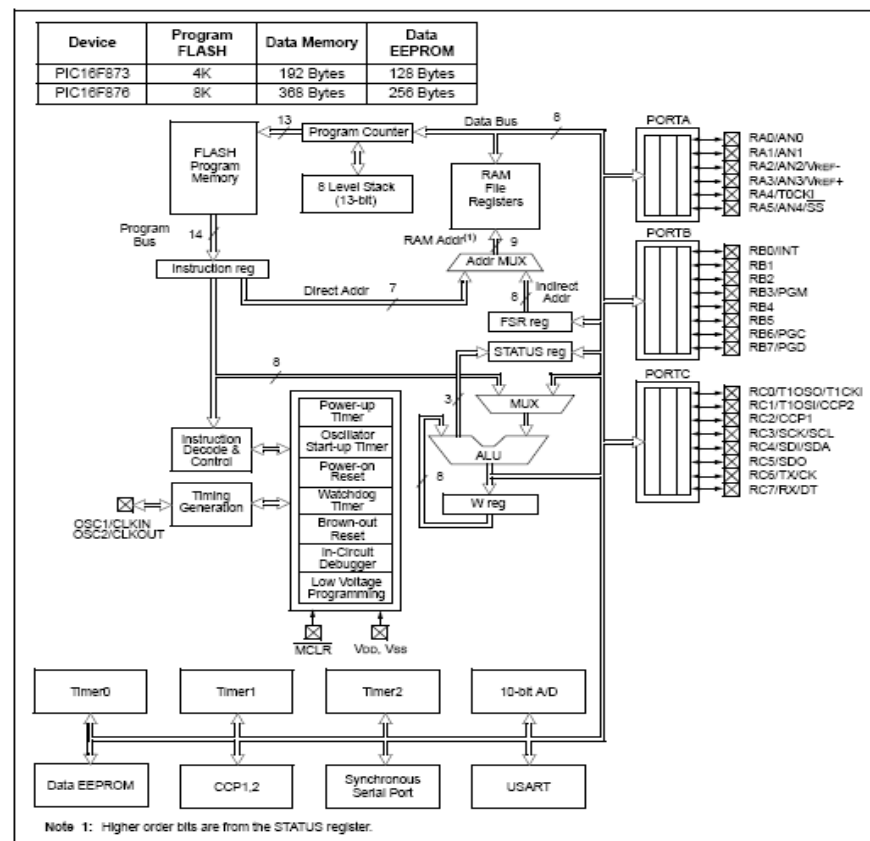 Device Program FLASH Data Memory Data EEPROM
PIC16F873 4K 192 Bytes 128 Bytes
PIC16F876 8K 368 Bytes 256 Bytes
13
Data Bus
8
PORTA
FLASH Program Memory
Program Counter
8 Level Stack (13-bit)
RAM File Registers
RA0/AN0
RA1/AN1
RA2/AN2/VREF-
RA3/AN3/VREF+
RA4/T0CKI
RA5/AN4/SS
Program Bus
14
RAM Addr(1)
9
PORTB
Instruction reg
Addr MUX
Direct Addr
7
8
Indirect Addr
FSR reg
RB0/INT
RB1
RB2
RB3/PGM
RB4
RB5
RB6/PGC
RB7/PGD
STATUS reg
8
PORTC
3
MUX
RC0/T1OSO/T1CKI
RC1/T1OSI/CCP2
RC2/CCP1
RC3/SCK/SCL
RC4/SDI/SDA
RC5/SDO
RC6/TX/CK
RC7/RX/DT
Instruction Decode & Control
Timing Generation
OSC1/CLKIN
OSC2/CLKOUT
Power-up Timer
Oscillator Start-up Timer
Power-on Reset
Watchdog Timer
Brown-out Reset
In-Circuit Debugger
Low Voltage Programming
ALU
8
W reg
MCLR
VDD, VSS
Timer0
Timer1
Timer2
10-bit A/D
Data EEPROM
CCP1,2
Synchronous Serial Port
USART
Note 1: Higher order bits are from the STATUS register.